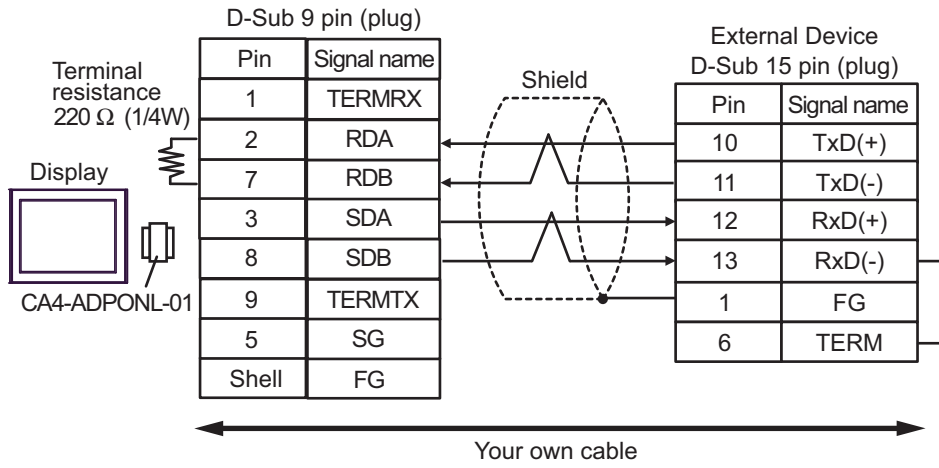 D-Sub 9 pin (plug)
Pin Signal name
1 TERMRX
2 RDA
7 RDB
3 SDA
8 SDB
9 TERMTX
5 SG
Shell FG
Terminal
resistance
220 Ω (1/4W)
Display
CA4-ADPONL-01
Shield
External Device
D-Sub 15 pin (plug)
Pin Signal name
10 TxD(+)
11 TxD(-)
12 RxD(+)
13 RxD(-)
1 FG
6 TERM
Your own cable